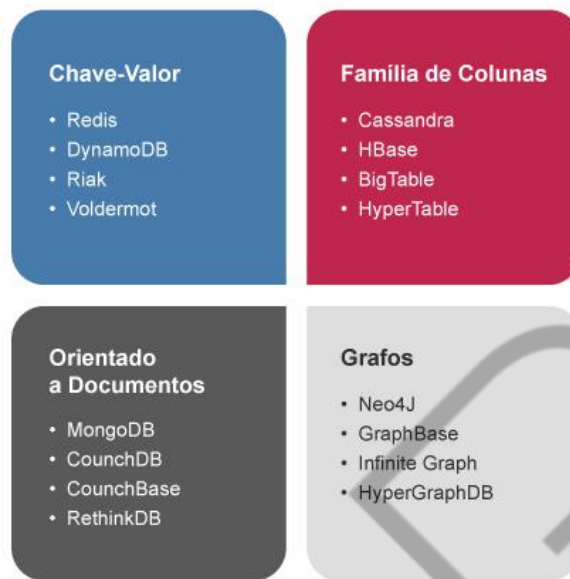 Chave-Valor
• Redis
• DynamoDB
• Riak
• Voldermot
Família de Colunas
• Cassandra
• HBase
• BigTable
• HyperTable
Orientado
a Documentos
• MongoDB
• CounchDB
• CounchBase
• RethinkDB
Grafos
• Neo4J
• GraphBase
• Infinite Graph
• HyperGraphDB